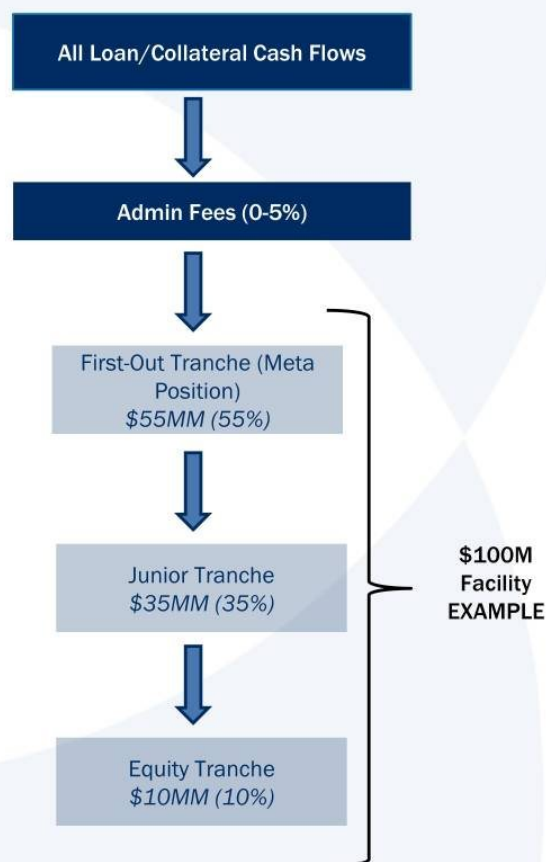 All Loan/Collateral Cash Flows
Admin Fees (0-5%)
First-Out Tranche (Meta
Position)
$55MM (55%)
Junior Tranche
$35MM (35%)
Equity Tranche
$10MM (10%)
$100M
Facility
EXAMPLE